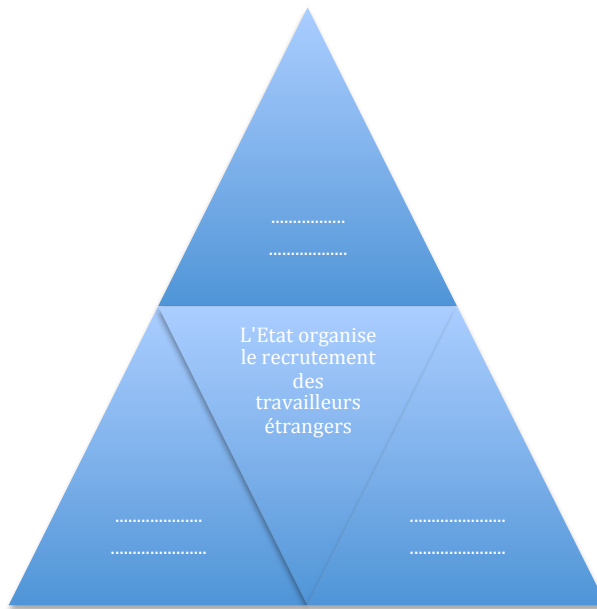 .................
..................
L'Etat organise
le recrutement
des
travailleurs
étrangers
....................
......................
......................
......................